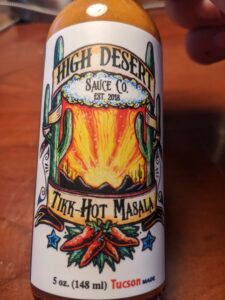 HIGH DESERT
SAUCE CO.
EST. 2018
TIKK-HOT MASALA
5 oz. (148 ml) Tucson MADE